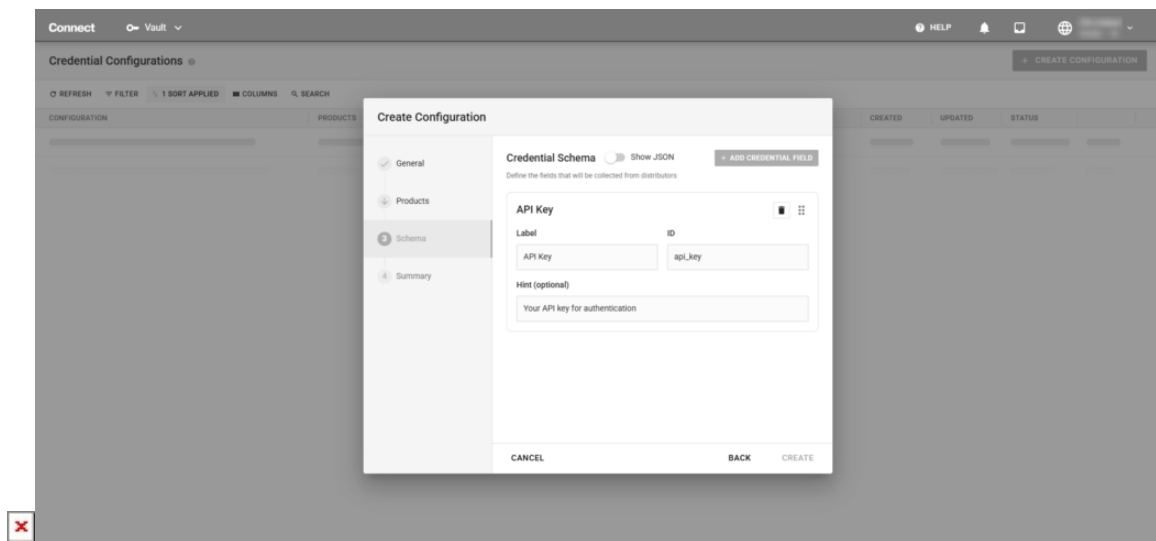 Connect Vault HELP
Credential Configurations + CREATE CONFIGURATION
REFRESH FILTER 1 SORT APPLIED COLUMNS SEARCH
CONFIGURATION PRODUCTS CREATED UPDATED STATUS
Create Configuration
General
Products
3 Schema
4 Summary
Credential Schema Show JSON + ADD CREDENTIAL FIELD
Define the fields that will be collected from distributors
API Key
Label ID
API Key api_key
Hint (optional)
Your API key for authentication
CANCEL BACK CREATE